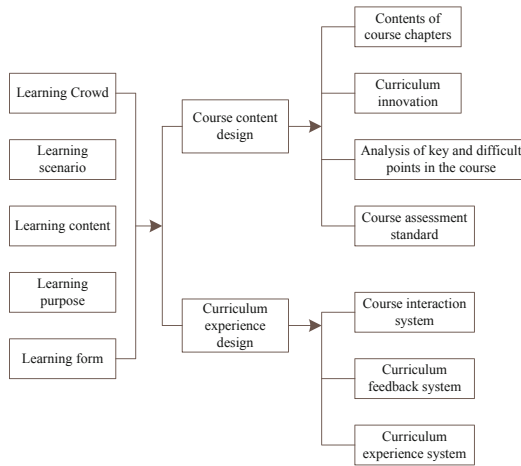 Learning Crowd
Learning
scenario
Learning content
Learning
purpose
Learning form
Course content
design
Curriculum
experience
design
Contents of
course chapters
Curriculum
innovation
Analysis of key and difficult
points in the course
Course assessment
standard
Course interaction
system
Curriculum
feedback system
Curriculum
experience system